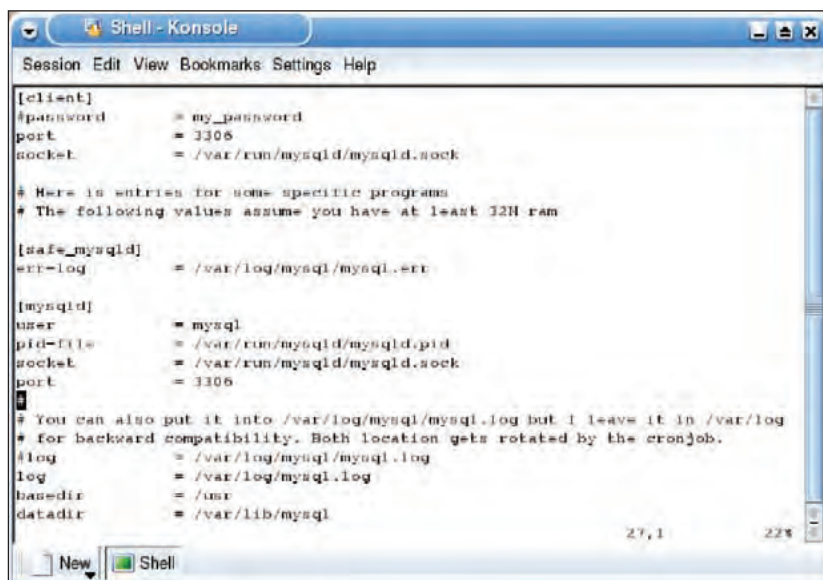 Shell - Konsole
Session Edit View Bookmarks Settings Help
[client]
#password = my_password
port = 3306
socket = /var/run/mysqld/mysqld.sock
# Here is entries for some specific programs
# The following values assume you have at least 32M ram
[safe_mysqld]
err-log = /var/log/mysql/mysql.err
[mysqld]
user = mysql
pid-file = /var/run/mysqld/mysqld.pid
socket = /var/run/mysqld/mysqld.sock
port = 3306
#
# You can also put it into /var/log/mysql/mysql.log but I leave it in /var/log
# for backward compatibility. Both location gets rotated by the cronjob.
#log = /var/log/mysql/mysql.log
log = /var/log/mysql.log
basedir = /usr
datadir = /var/lib/mysql
27,1 22%
New Shell